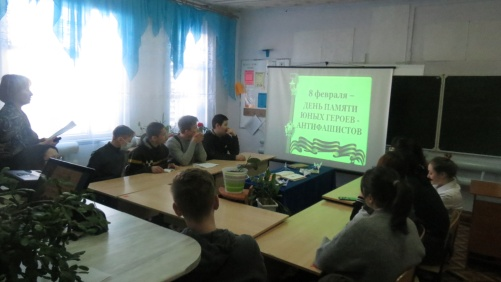 8 февраля –
ДЕНЬ ПАМЯТИ
ЮНЫХ ГЕРОЕВ -
АНТИФАШИСТОВ